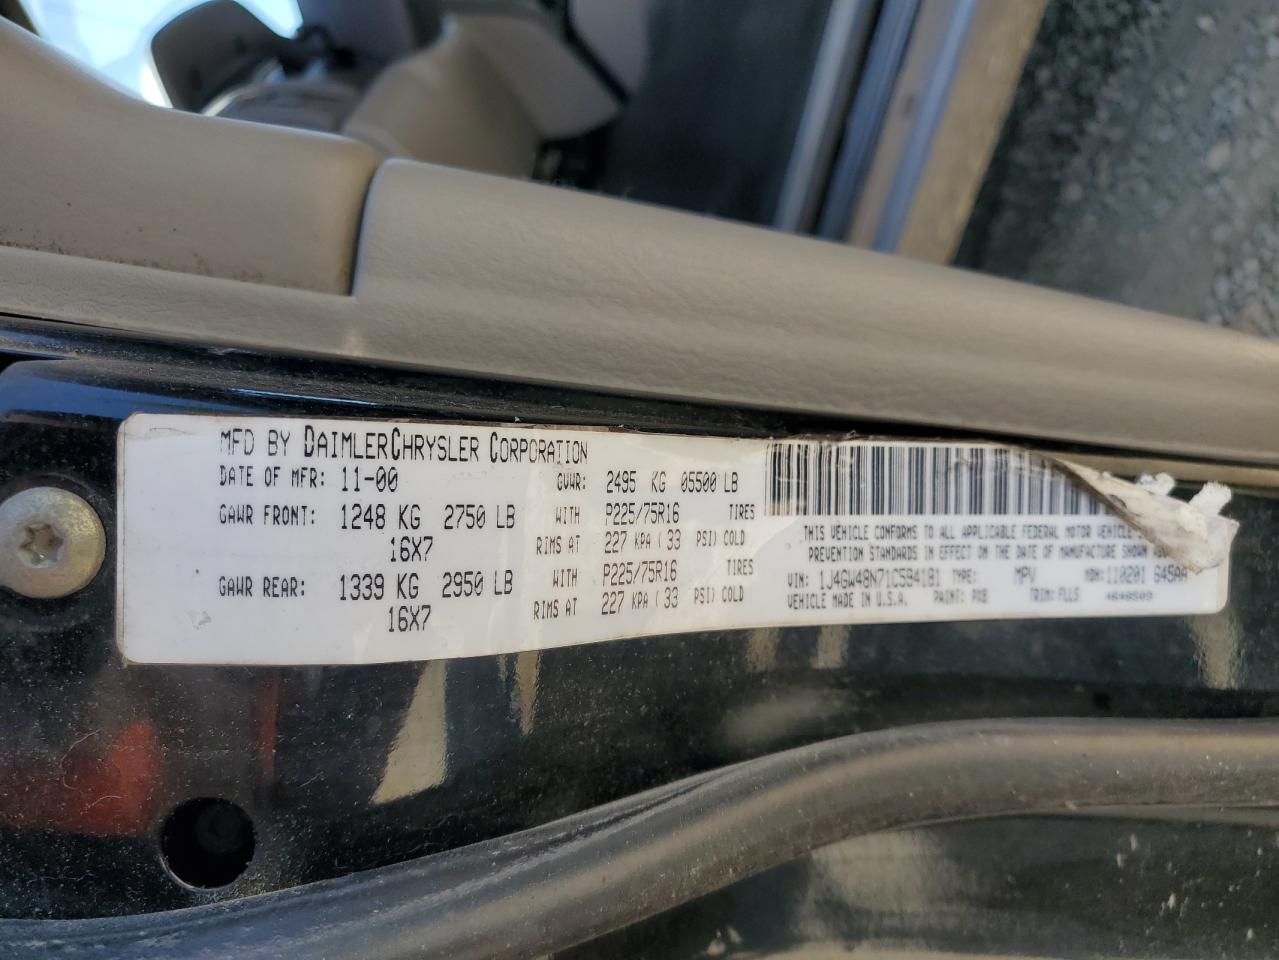 MFD BY DAIMLERCHRYSLER CORPORATION
DATE OF MFR: 11-00 GVWR: 2495 KG 05500 LB
GAWR FRONT: 1248 KG 2750 LB WITH P225/75R16 TIRES
16X7 RIMS AT 227 KPA ( 33 PSI) COLD
GAWR REAR: 1339 KG 2950 LB WITH P225/75R16 TIRES
16X7 RIMS AT 227 KPA ( 33 PSI) COLD
THIS VEHICLE CONFORMS TO ALL APPLICABLE FEDERAL MOTOR VEHICLE
PREVENTION STANDARDS IN EFFECT ON THE DATE OF MANUFACTURE SHOWN
VIN: 1J4GW48N71C594181 TYPE: MPV MDH: 110201 645AA
VEHICLE MADE IN U.S.A. PAINT: PX8 TRIM: FLL5 4648509